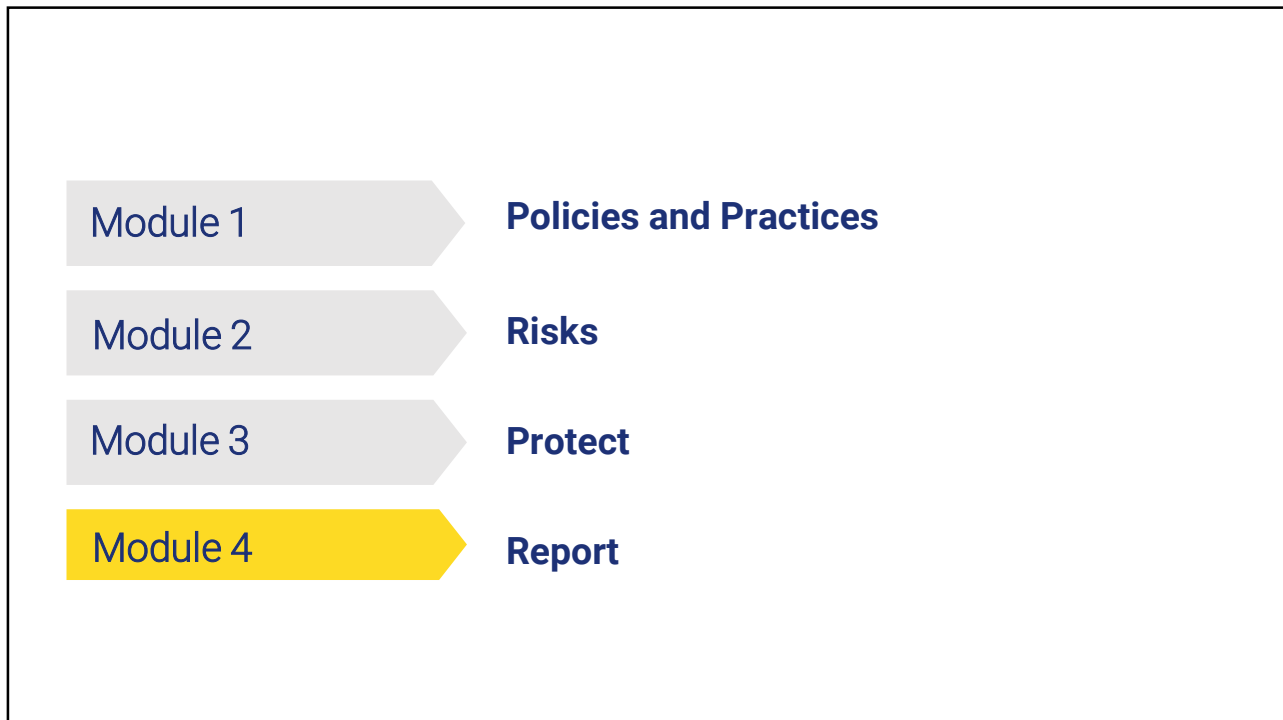 Module 1
Policies and Practices
Module 2
Risks
Module 3
Protect
Module 4
Report